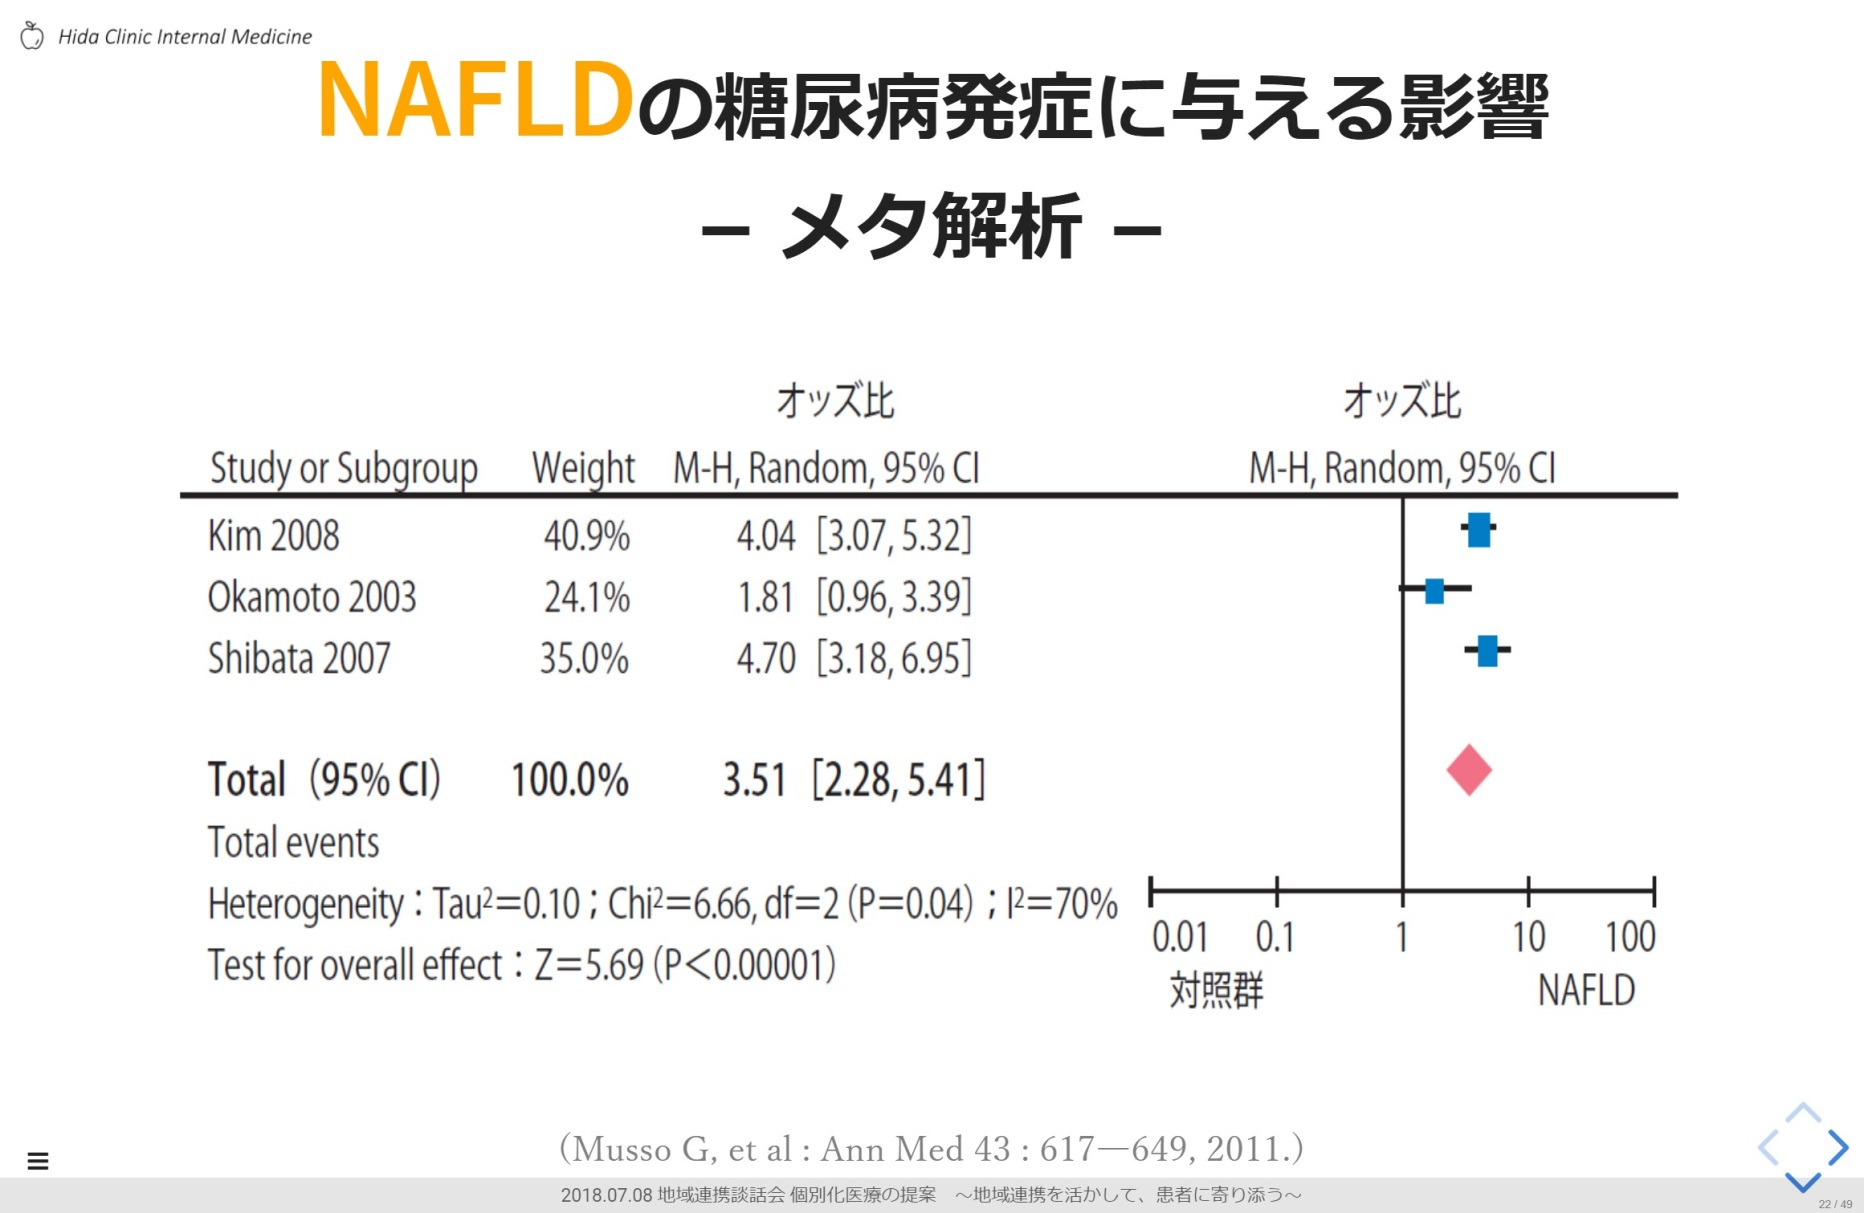 Hida Clinic Internal Medicine
NAFLDの糖尿病発症に与える影響
– メタ解析 –
オッズ比 オッズ比
Study or Subgroup Weight M-H, Random, 95% CI M-H, Random, 95% CI
Kim 2008 40.9% 4.04 [3.07, 5.32]
Okamoto 2003 24.1% 1.81 [0.96, 3.39]
Shibata 2007 35.0% 4.70 [3.18, 6.95]
Total（95% CI） 100.0% 3.51 [2.28, 5.41]
Total events
Heterogeneity：Tau²＝0.10；Chi²＝6.66, df＝2 (P＝0.04)；I²＝70%
Test for overall effect：Z＝5.69 (P＜0.00001)
0.01 0.1 1 10 100
対照群 NAFLD
(Musso G, et al : Ann Med 43 : 617—649, 2011.)
2018.07.08 地域連携談話会 個別化医療の提案　～地域連携を活かして、患者に寄り添う～
22 / 49